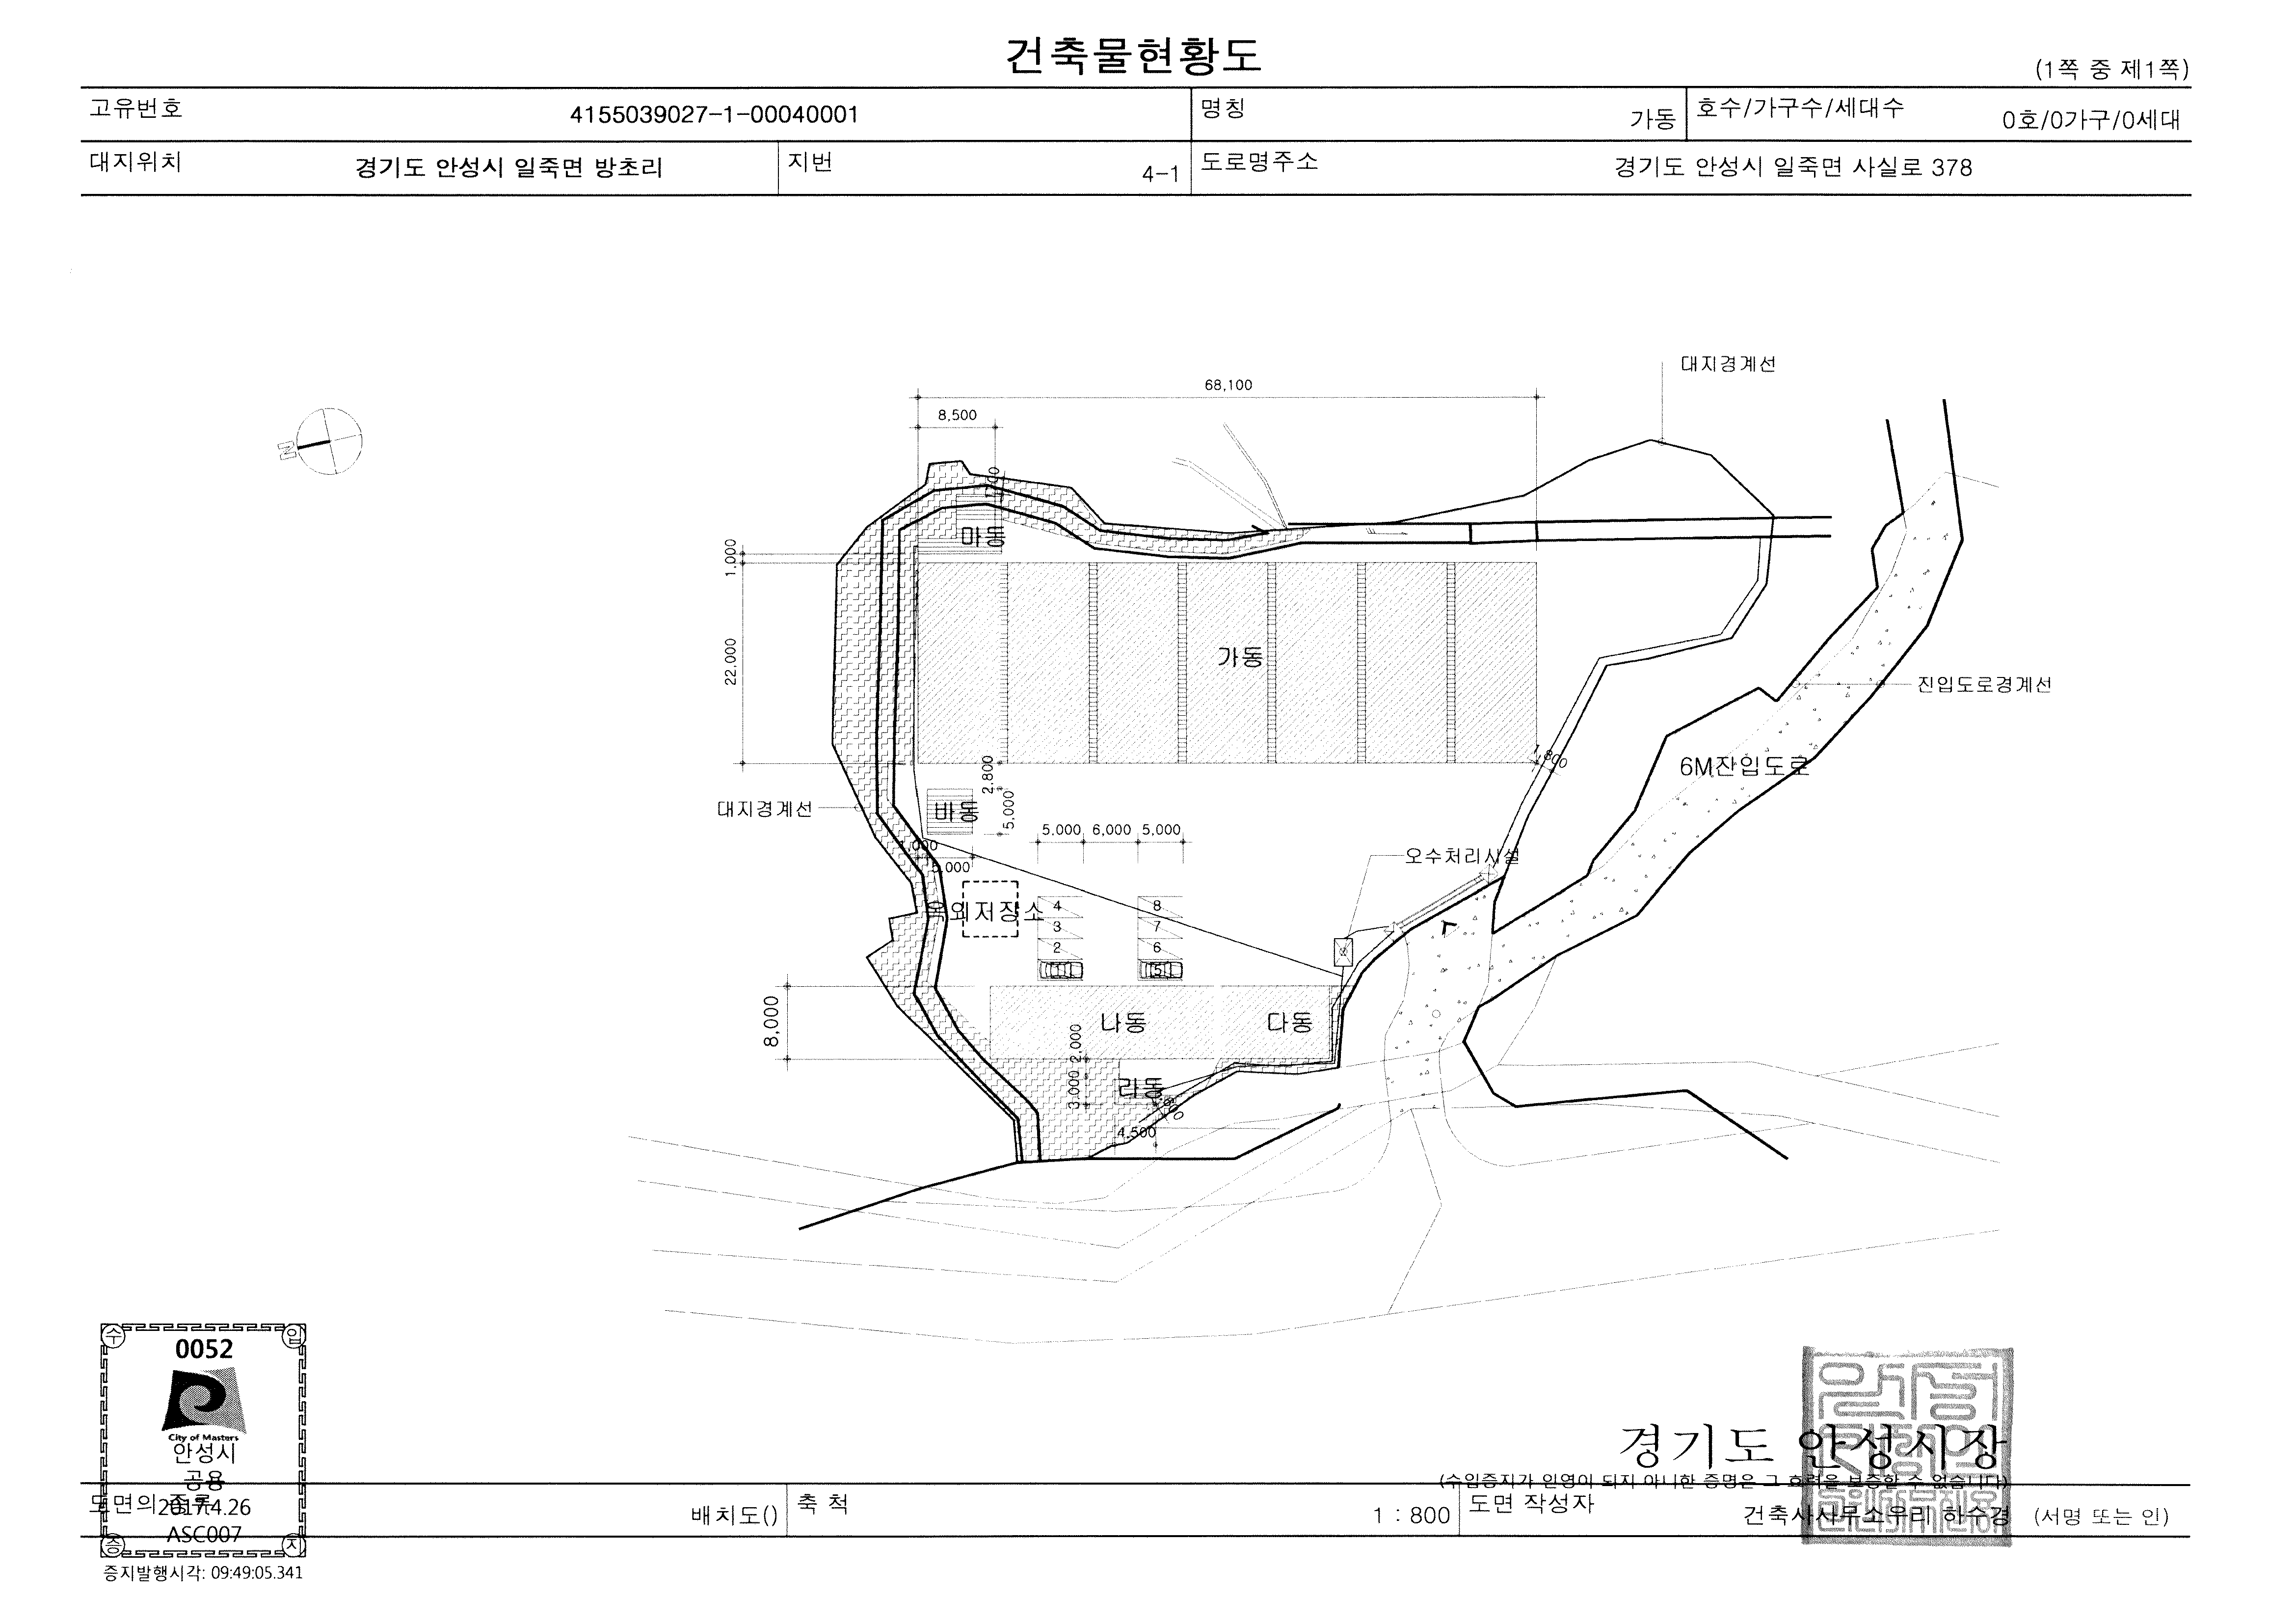 건축물현황도
(1쪽 중 제1쪽)
고유번호 4155039027-1-00040001 명칭 가동 호수/가구수/세대수 0호/0가구/0세대
대지위치 경기도 안성시 일죽면 방초리 지번 4-1 도로명주소 경기도 안성시 일죽면 사실로 378
대지경계선
68,100
8,500
N
마동
1,000
22,000
가동
진입도로경계선
1,800
6M잔입도로
2,800
대지경계선
바동
5,000
5,000 6,000 5,000
1,000
5,000
오수처리시설
옥외저장소
4 8
3 7
2 6
1 5
8,000
나동 다동
2,000
3,000
라동
4,500
수 입
0052
City of Masters
안성시
공용
2017.4.26
ASC007
증 지
증지발행시각: 09:49:05.341
경기도 안성시장
(수입증지가 인영이 되지 아니한 증명은 그 효력을 보증할 수 없습니다)
도면의 종류 배치도() 축 척 1 : 800 도면 작성자 건축사사무소우리 하수경 (서명 또는 인)